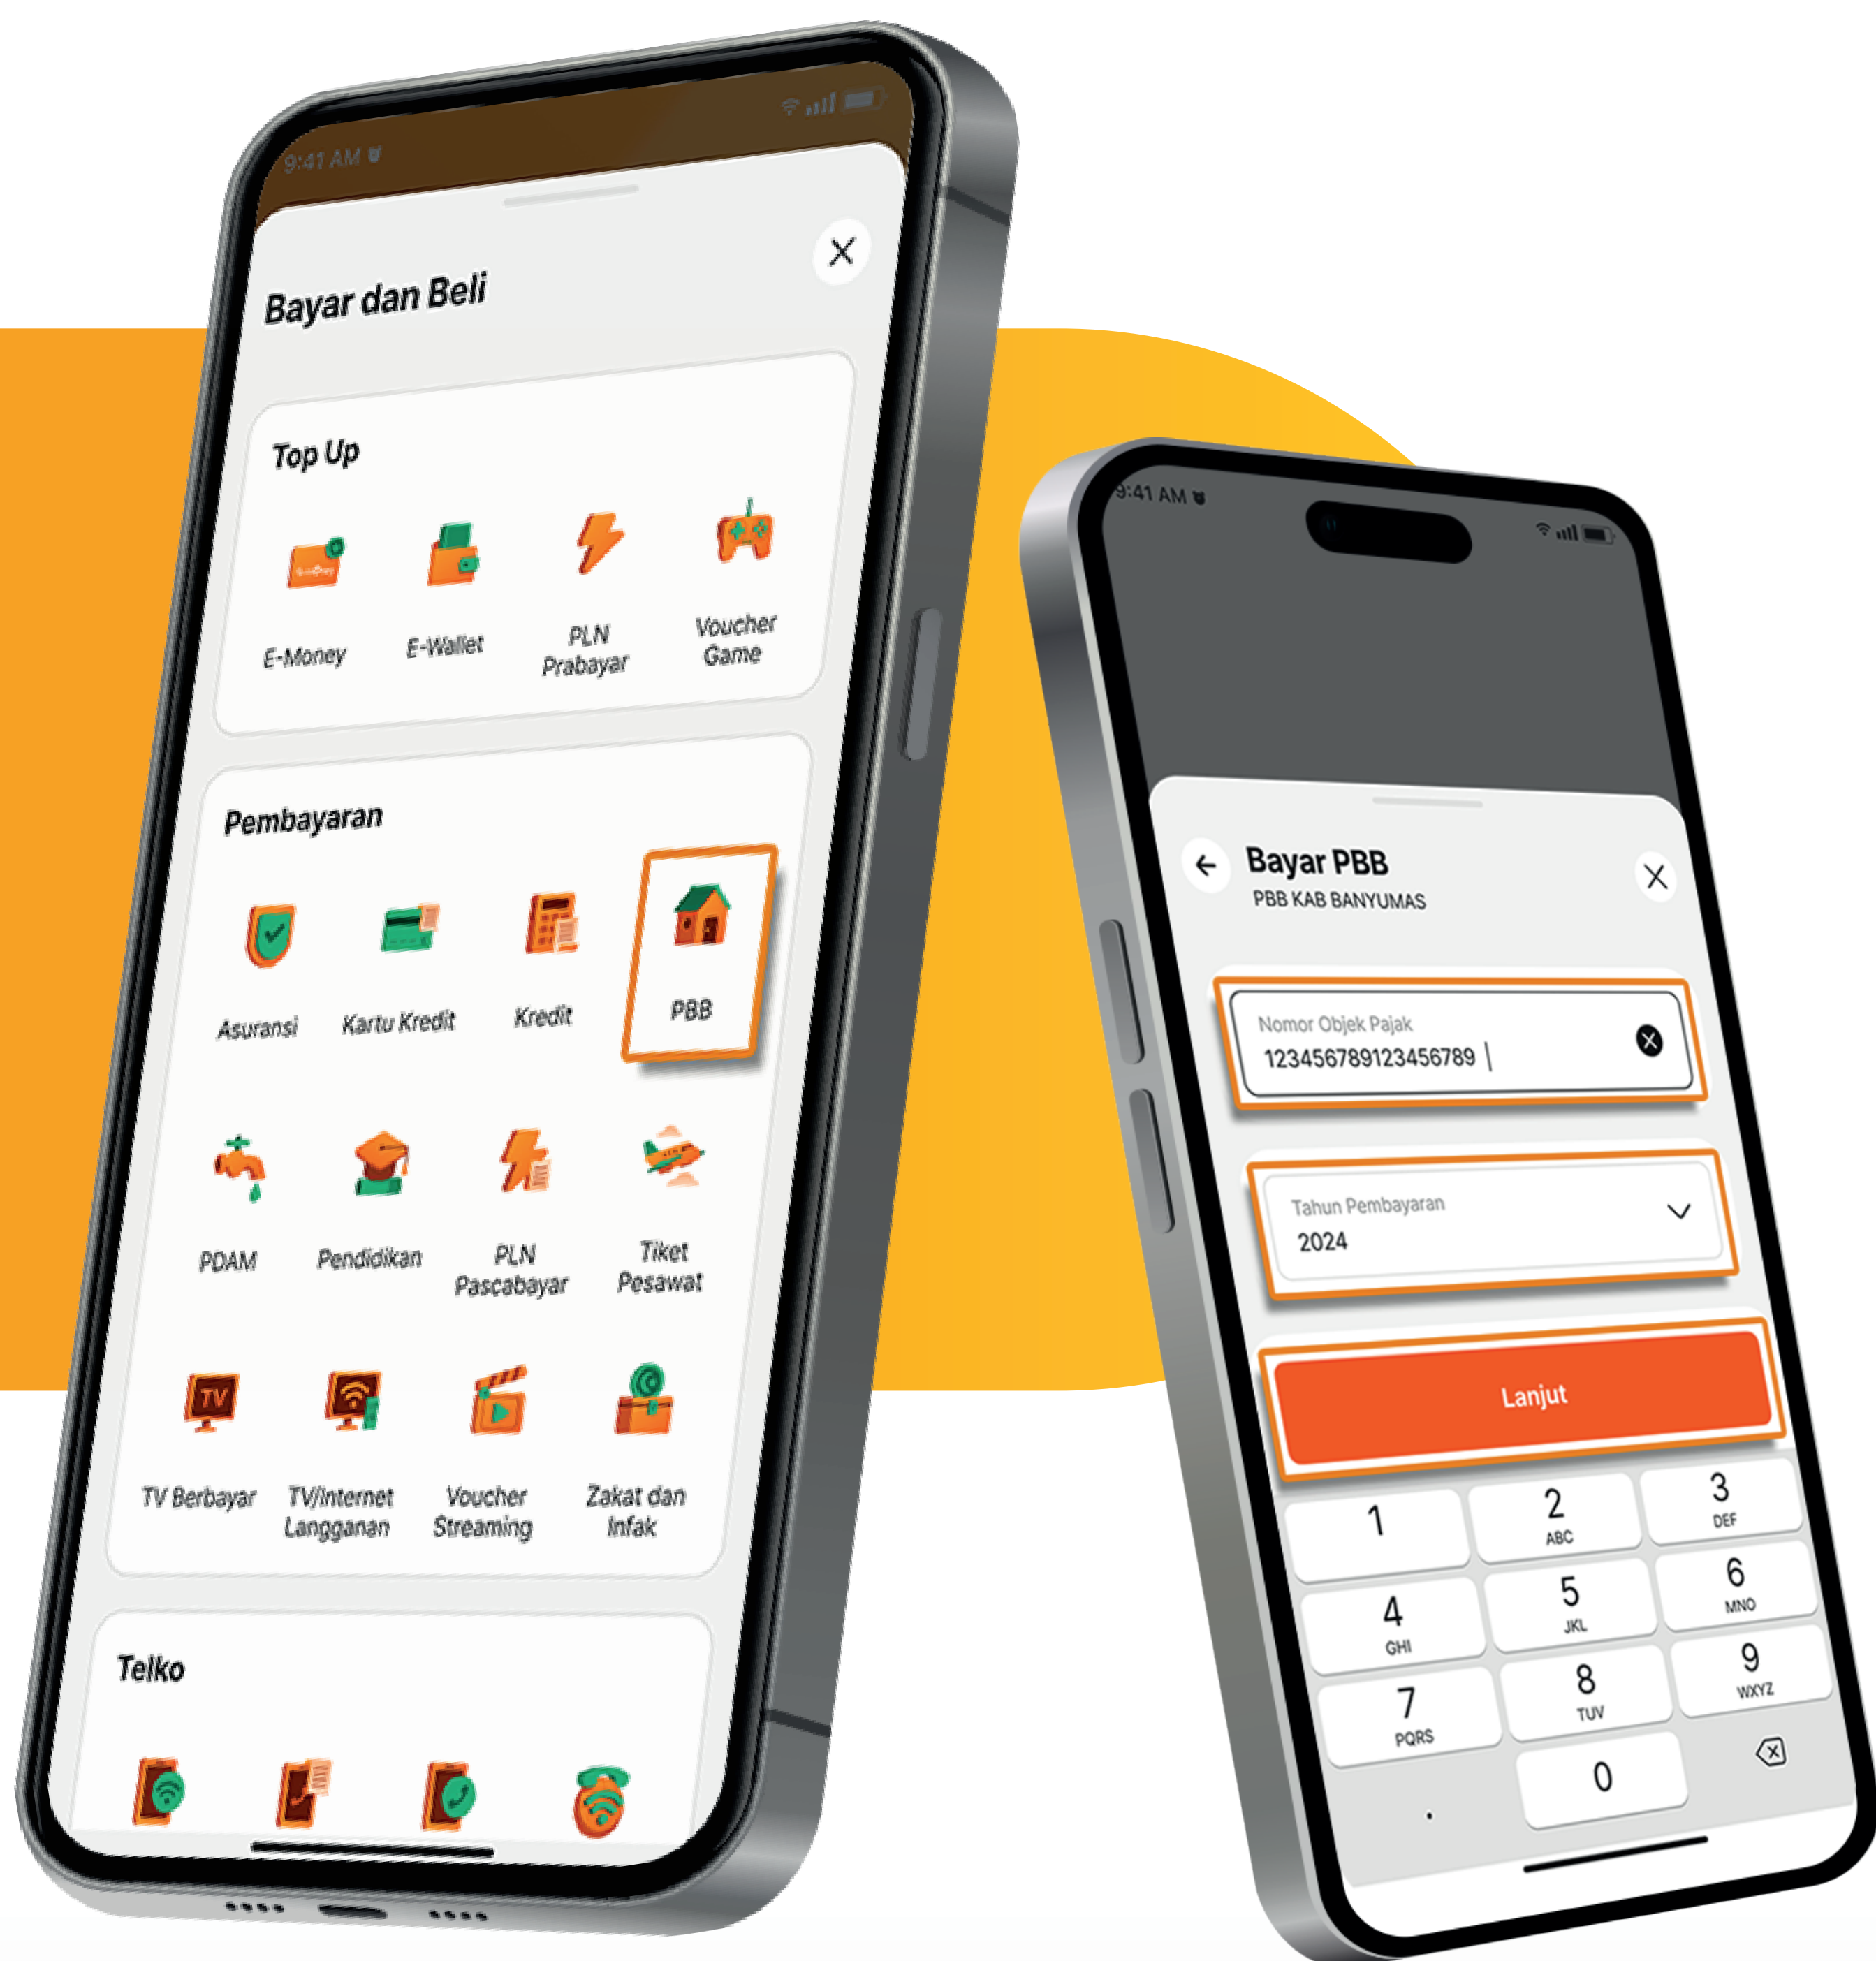 9:41 AM
Bayar dan Beli
Top Up
E-Money
E-Wallet
PLN
Prabayar
Voucher
Game
Pembayaran
Asuransi
Kartu Kredit
Kredit
PBB
PDAM
Pendidikan
PLN
Pascabayar
Tiket
Pesawat
TV
TV Berbayar
TV/Internet
Langganan
Voucher
Streaming
Zakat dan
Infak
Telko
9:41 AM
Bayar PBB
PBB KAB BANYUMAS
Nomor Objek Pajak
123456789123456789
Tahun Pembayaran
2024
Lanjut
1
2
ABC
3
DEF
4
GHI
5
JKL
6
MNO
7
PQRS
8
TUV
9
WXYZ
.
0